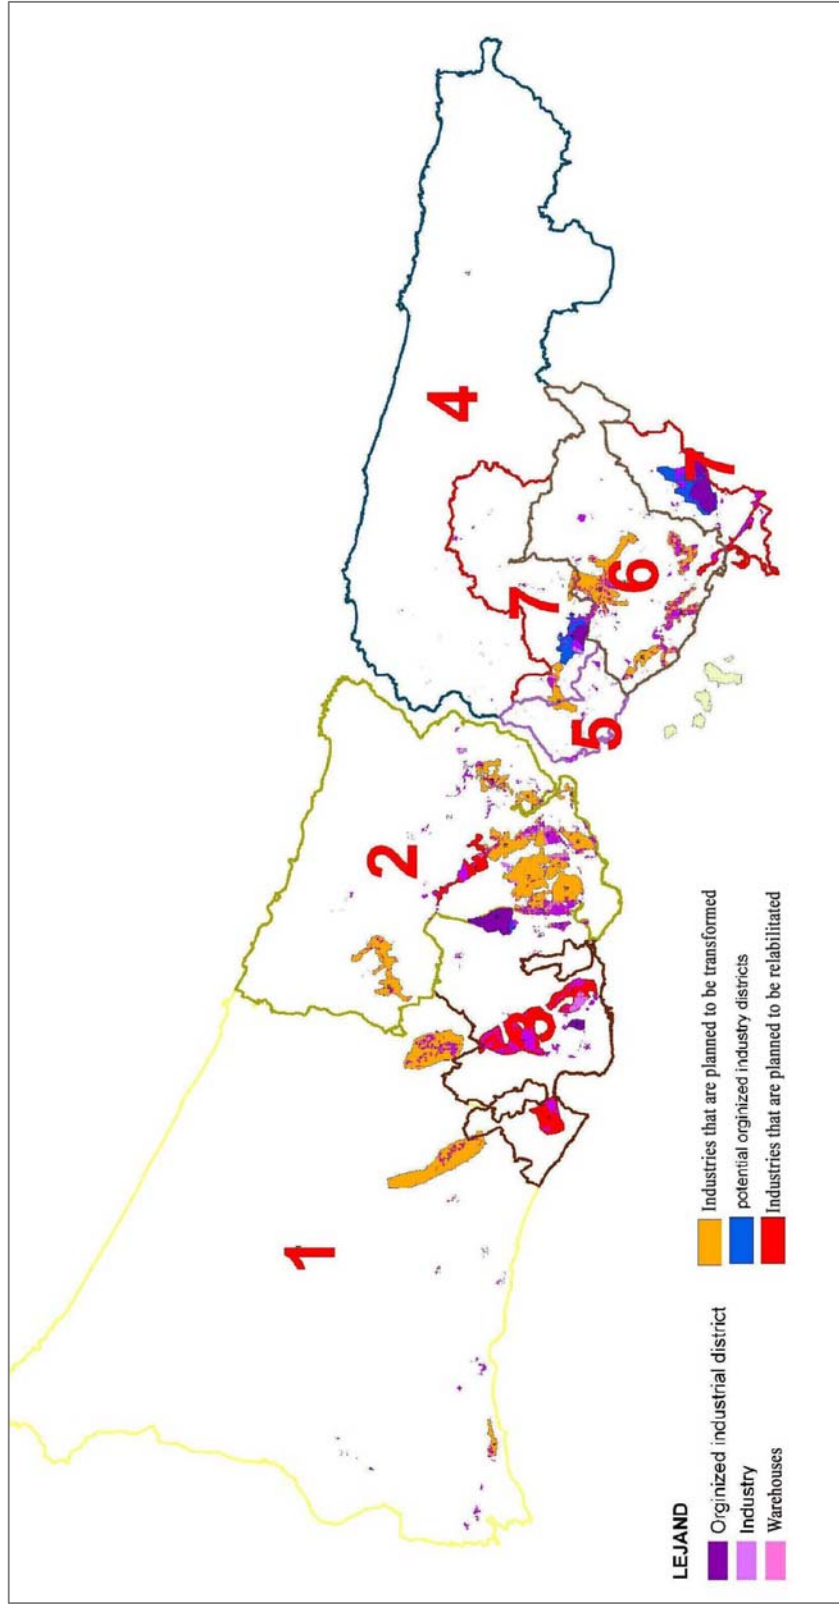 1
2
4
3
7
5
6
7
3
LEJAND
Orginized industrial district
Industry
Warehouses
Industries that are planned to be transformed
potential orginized industry districts
Industries that are planned to be relabilitated